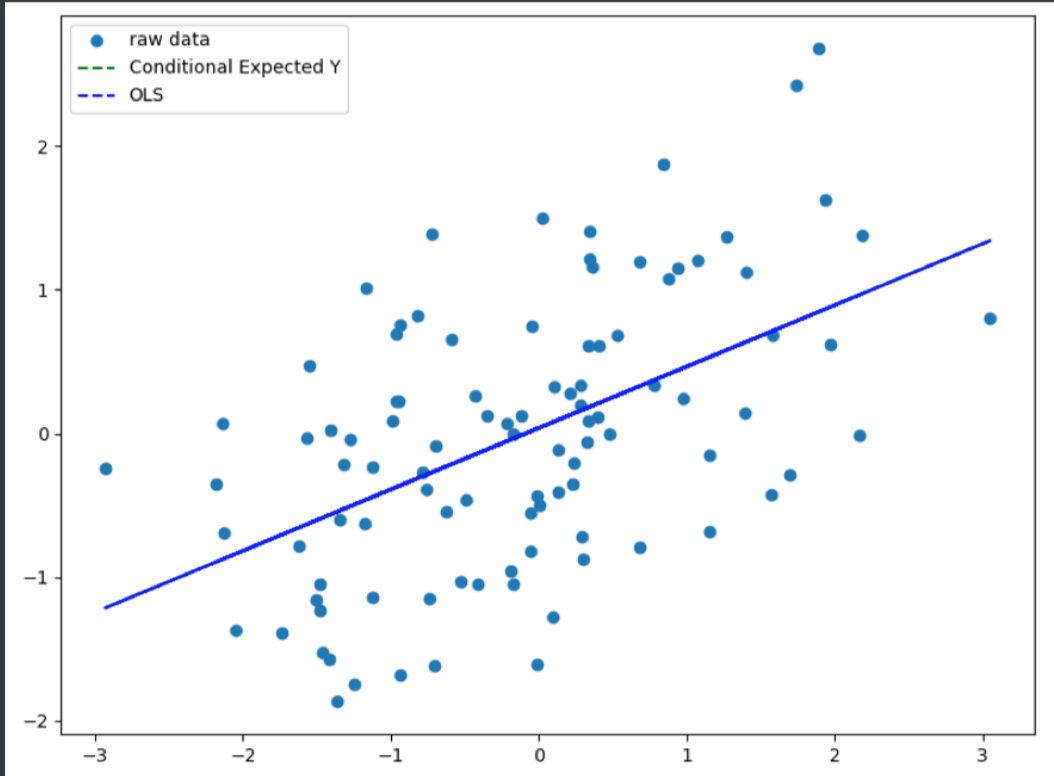 raw data
Conditional Expected Y
OLS
2
1
0
−1
−2
−3 −2 −1 0 1 2 3